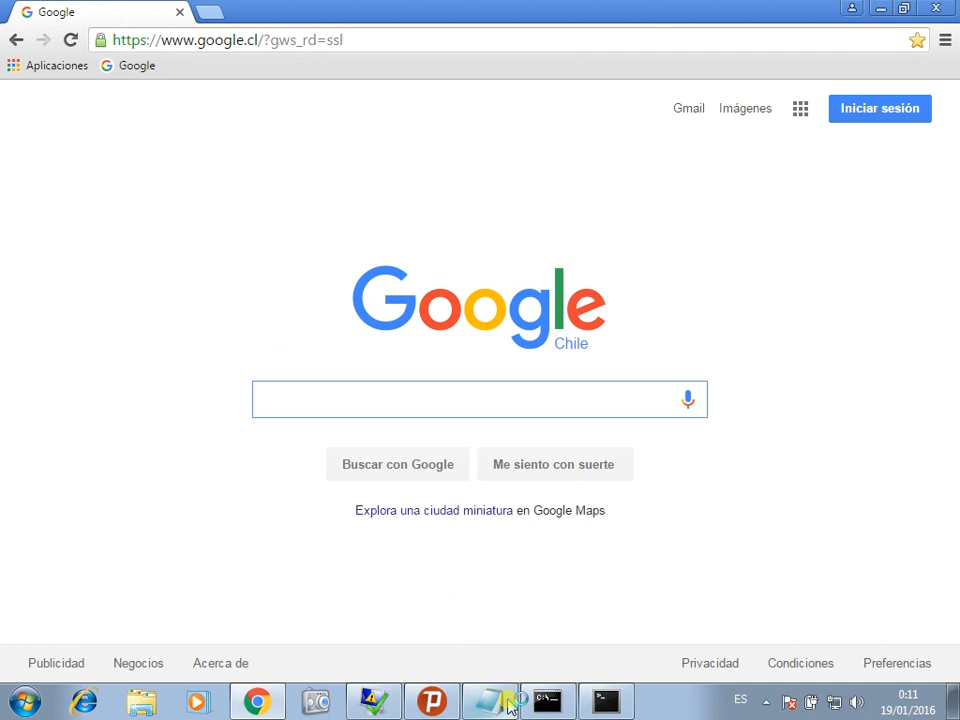 Google
https://www.google.cl/?gws_rd=ssl
Aplicaciones Google
Gmail Imágenes Iniciar sesión
Google
Chile
Buscar con Google Me siento con suerte
Explora una ciudad miniatura en Google Maps
Publicidad Negocios Acerca de Privacidad Condiciones Preferencias
ES 0:11
19/01/2016